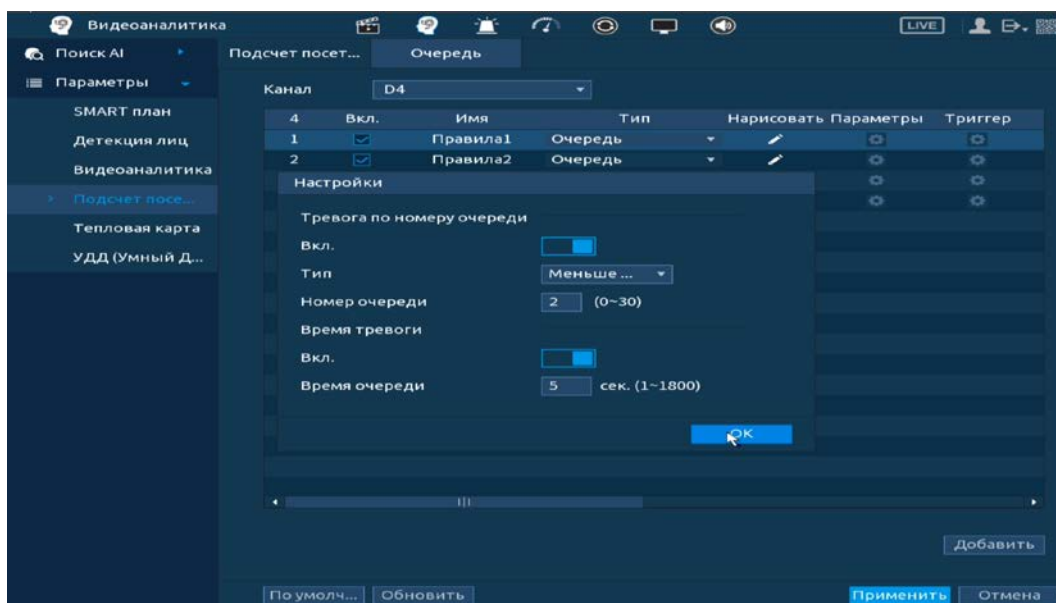 Видеоаналитика LIVE
Поиск AI
Подсчет посет... Очередь
Параметры
Канал D4
SMART план
4 Вкл. Имя Тип Нарисовать Параметры Триггер
Детекция лиц
1 Правила1 Очередь
2 Правила2 Очередь
Видеоаналитика
Настройки
Подсчет посе...
Тревога по номеру очереди
Тепловая карта
Вкл.
УДД (Умный Д...
Тип Меньше ...
Номер очереди 2 (0~30)
Время тревоги
Вкл.
Время очереди 5 сек. (1~1800)
OK
Добавить
По умолч... Обновить Применить Отмена